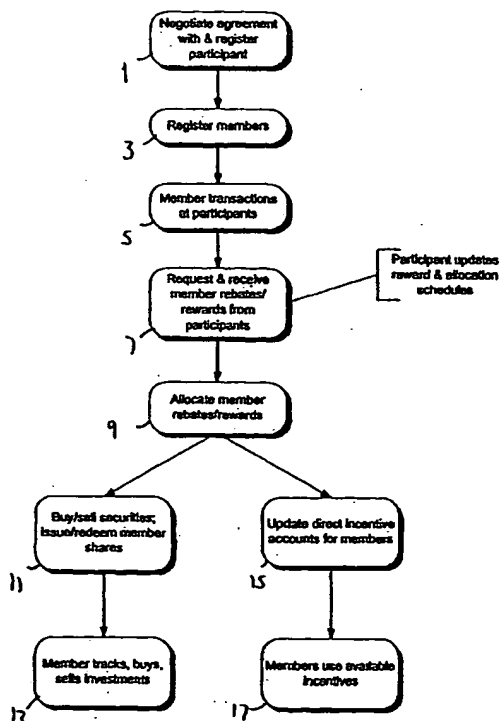 Negotiate agreement
with & register
participant
1
Register members
3
Member transactions
at participants
5
Request & receive
member rebates/
rewards from
participants
7
Participant updates
reward & allocation
schedules
Allocate member
rebates/rewards
9
Buy/sell securities;
issue/redeem member
shares
11
Update direct incentive
accounts for members
15
Member tracks, buys,
sells investments
13
Members use available
incentives
17